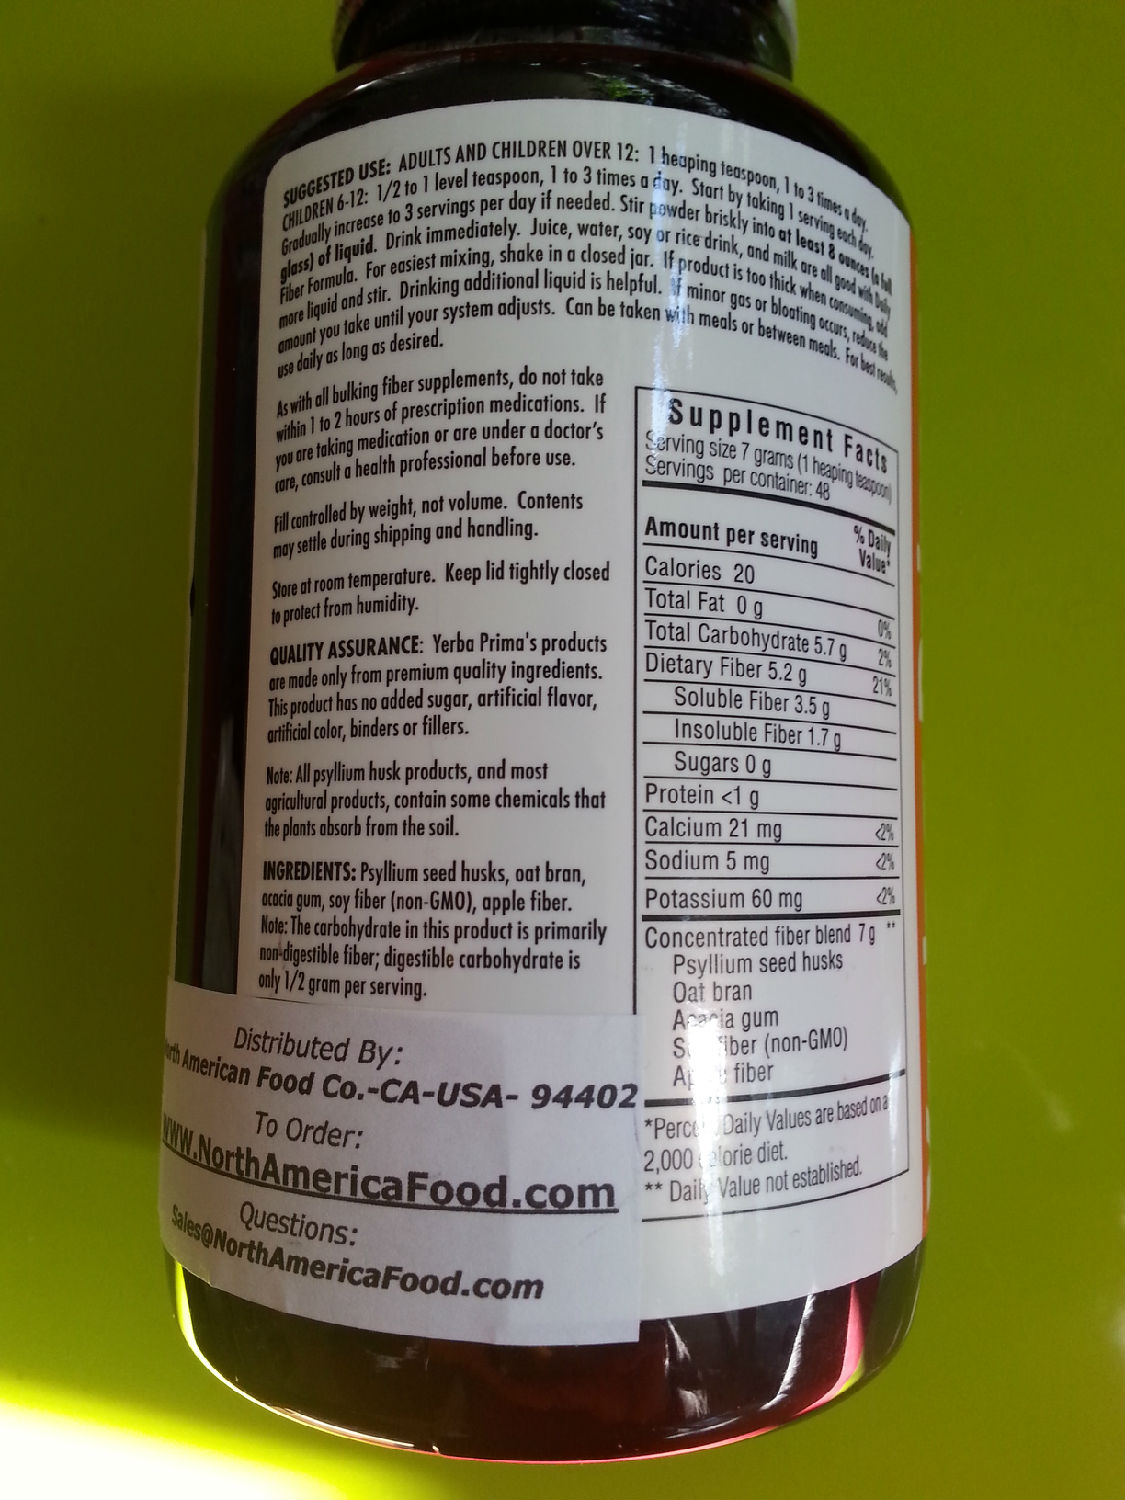 SUGGESTED USE: ADULTS AND CHILDREN OVER 12: 1 heaping teaspoon, 1 to 3 times a day.
CHILDREN 6-12: 1/2 to 1 level teaspoon, 1 to 3 times a day. Start by taking 1 serving each day.
Gradually increase to 3 servings per day if needed. Stir powder briskly into at least 8 ounces (a full
glass) of liquid. Drink immediately. Juice, water, soy or rice drink, and milk are all good with Daily
Fiber Formula. For easiest mixing, shake in a closed jar. If product is too thick when consuming, add
more liquid and stir. Drinking additional liquid is helpful. If minor gas or bloating occurs, reduce the
amount you take until your system adjusts. Can be taken with meals or between meals. For best results,
use daily as long as desired.
As with all bulking fiber supplements, do not take
within 1 to 2 hours of prescription medications. If
you are taking medication or are under a doctor's
care, consult a health professional before use.
Fill controlled by weight, not volume. Contents
may settle during shipping and handling.
Store at room temperature. Keep lid tightly closed
to protect from humidity.
QUALITY ASSURANCE: Yerba Prima's products
are made only from premium quality ingredients.
This product has no added sugar, artificial flavor,
artificial color, binders or fillers.
Note: All psyllium husk products, and most
agricultural products, contain some chemicals that
the plants absorb from the soil.
INGREDIENTS: Psyllium seed husks, oat bran,
acacia gum, soy fiber (non-GMO), apple fiber.
Note: The carbohydrate in this product is primarily
non-digestible fiber; digestible carbohydrate is
only 1/2 gram per serving.
Distributed By:
American Food Co.-CA-USA- 94402
To Order:
WWW.NorthAmericaFood.com
Questions:
Sales@NorthAmericaFood.com
Supplement Facts
Serving size 7 grams (1 heaping teaspoon)
Servings per container: 48
Amount per serving % Daily Value*
Calories 20
Total Fat 0 g 0%
Total Carbohydrate 5.7 g 2%
Dietary Fiber 5.2 g 21%
Soluble Fiber 3.5 g
Insoluble Fiber 1.7 g
Sugars 0 g
Protein <1 g
Calcium 21 mg <2%
Sodium 5 mg <2%
Potassium 60 mg <2%
Concentrated fiber blend 7g **
Psyllium seed husks
Oat bran
Acacia gum
Soy fiber (non-GMO)
Apple fiber
*Percent Daily Values are based on a
2,000 calorie diet.
** Daily Value not established.